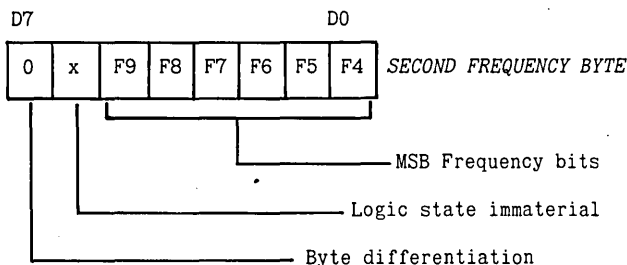 D7 D0
0 x F9 F8 F7 F6 F5 F4 SECOND FREQUENCY BYTE
MSB Frequency bits
Logic state immaterial
Byte differentiation